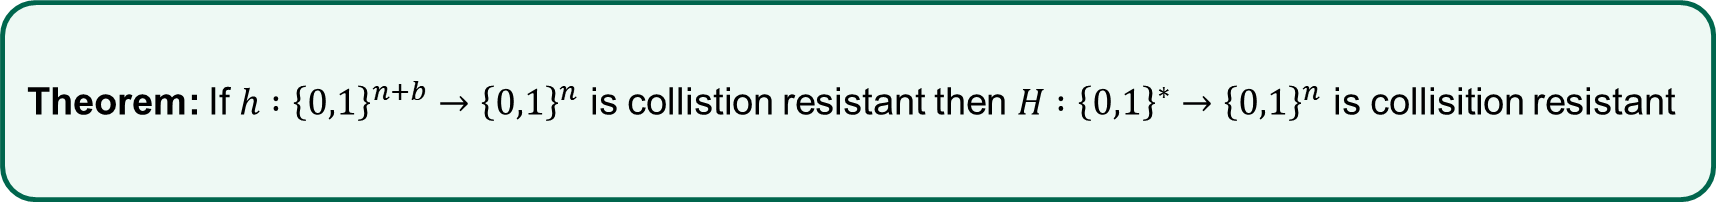 Theorem: If ℎ : {0,1}ⁿ⁺ᵇ → {0,1}ⁿ is collistion resistant then 𝐻 : {0,1}* → {0,1}ⁿ is collisition resistant